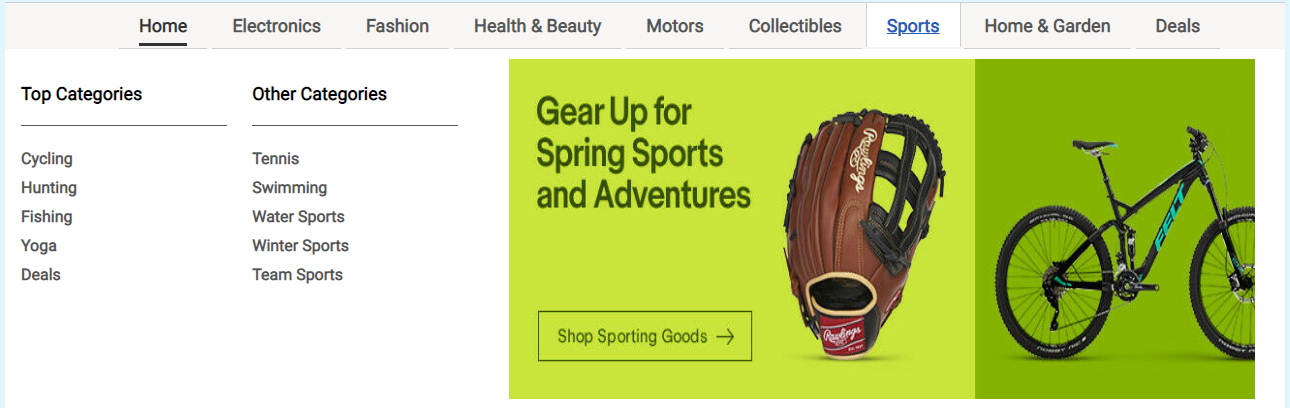 Home Electronics Fashion Health & Beauty Motors Collectibles Sports Home & Garden Deals
Top Categories
Cycling
Hunting
Fishing
Yoga
Deals
Other Categories
Tennis
Swimming
Water Sports
Winter Sports
Team Sports
Gear Up for
Spring Sports
and Adventures
Shop Sporting Goods →
Rawlings
Rawlings
FELT